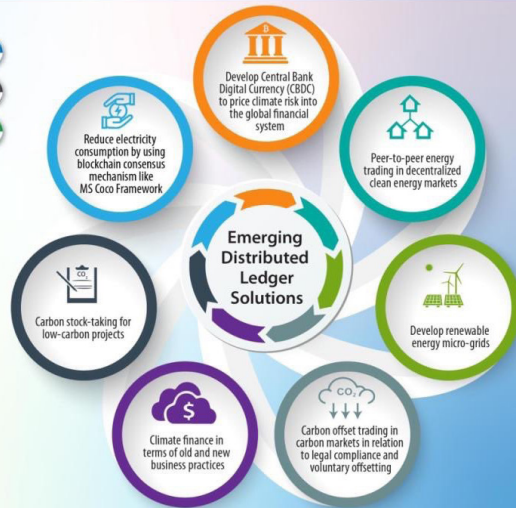 Develop Central Bank
Digital Currency (CBDC)
to price climate risk into
the global financial
system
Peer-to-peer energy
trading in decentralized
clean energy markets
Develop renewable
energy micro-grids
CO₂
Carbon offset trading in
carbon markets in relation
to legal compliance and
voluntary offsetting
$
Climate finance in
terms of old and new
business practices
CO₂
Carbon stock-taking for
low-carbon projects
Reduce electricity
consumption by using
blockchain consensus
mechanism like
MS Coco Framework
Emerging
Distributed
Ledger
Solutions